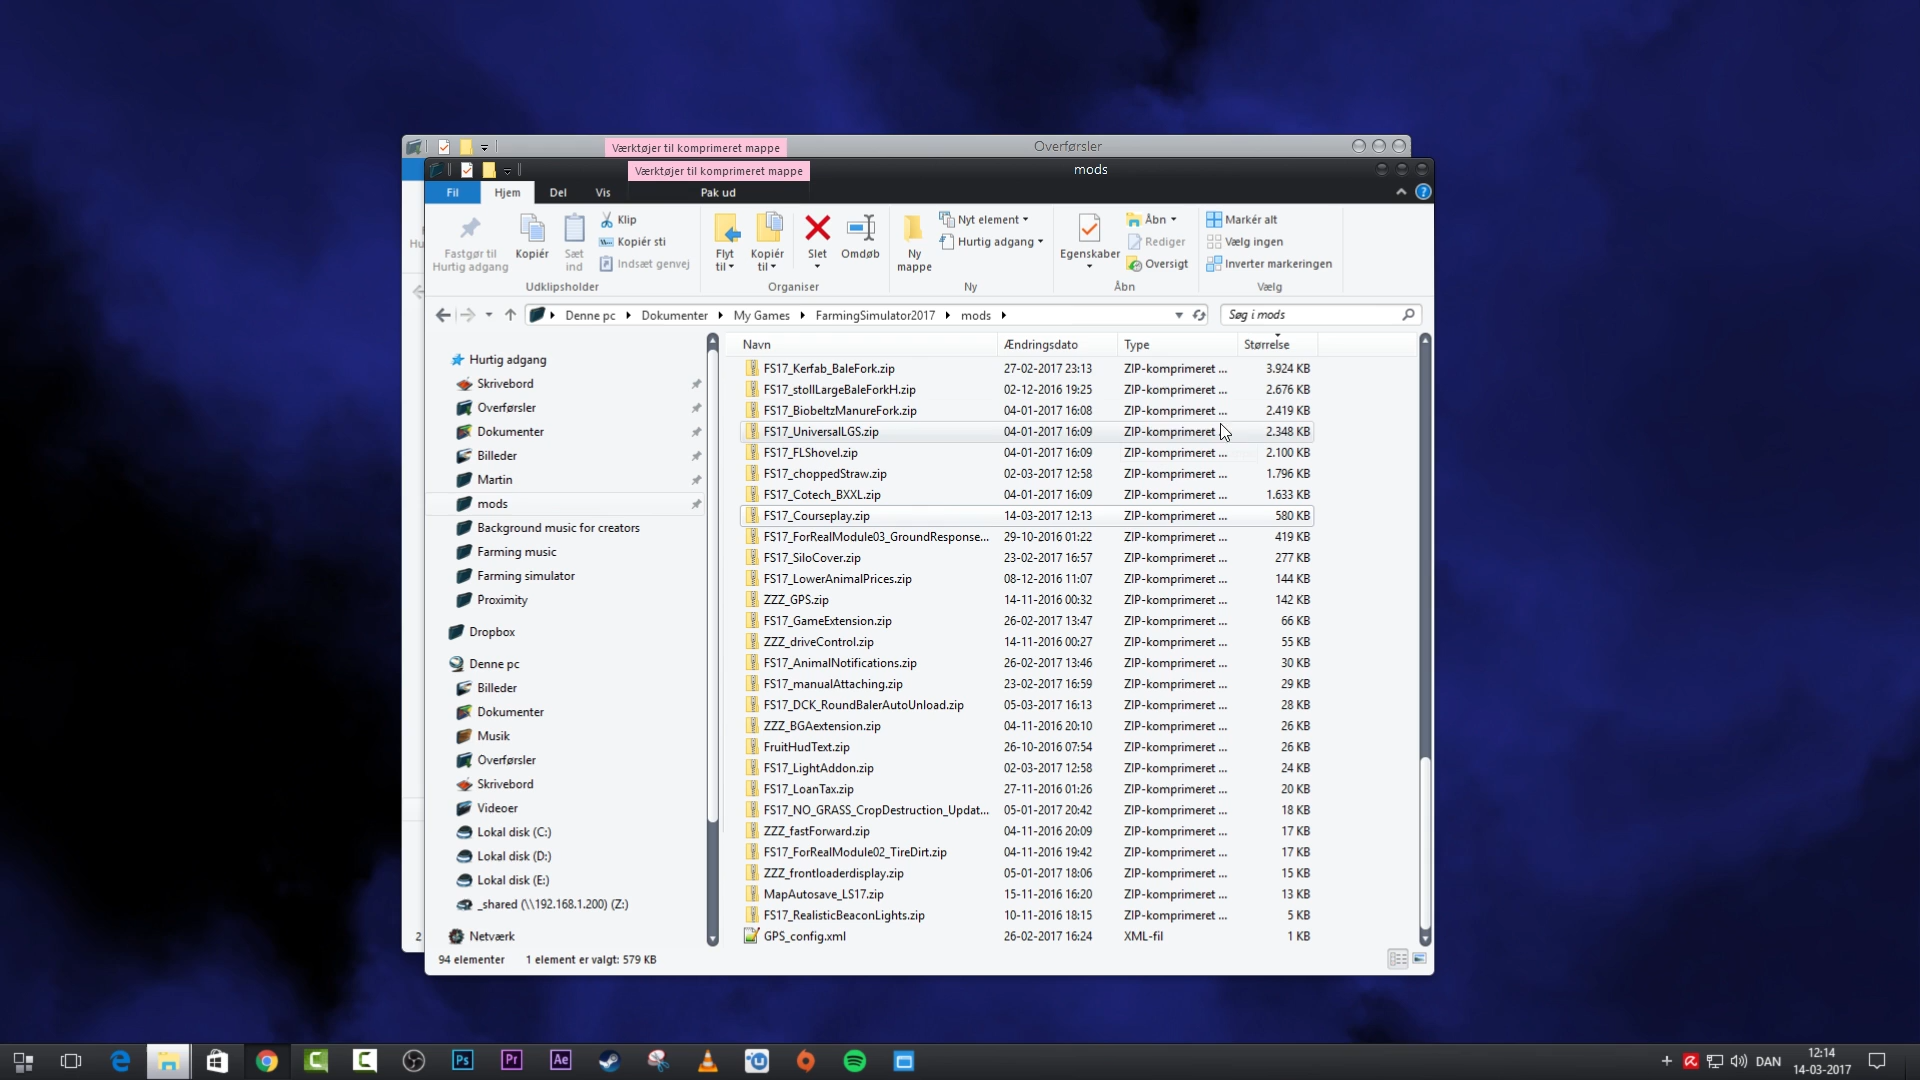 Værktøjer til komprimeret mappe
Overførsler
Værktøjer til komprimeret mappe
mods
Fil
Hjem
Del
Vis
Pak ud
Fastgør til
Hurtig adgang
Kopiér
Sæt
ind
Klip
Kopiér sti
Indsæt genvej
Udklipsholder
Flyt
til
Kopiér
til
Slet
Omdøb
Organiser
Ny
mappe
Nyt element
Hurtig adgang
Ny
Egenskaber
Åbn
Rediger
Oversigt
Åbn
Markér alt
Vælg ingen
Inverter markeringen
Vælg
Denne pc
Dokumenter
My Games
FarmingSimulator2017
mods
Søg i mods
Hurtig adgang
Skrivebord
Overførsler
Dokumenter
Billeder
Martin
mods
Background music for creators
Farming music
Farming simulator
Proximity
Dropbox
Denne pc
Billeder
Dokumenter
Musik
Overførsler
Skrivebord
Videoer
Lokal disk (C:)
Lokal disk (D:)
Lokal disk (E:)
_shared (\\192.168.1.200) (Z:)
Netværk
Navn Ændringsdato Type Størrelse
FS17_Kerfab_BaleFork.zip 27-02-2017 23:13 ZIP-komprimeret ... 3.924 KB
FS17_stollLargeBaleForkH.zip 02-12-2016 19:25 ZIP-komprimeret ... 2.676 KB
FS17_BiobeltzManureFork.zip 04-01-2017 16:08 ZIP-komprimeret ... 2.419 KB
FS17_UniversalLGS.zip 04-01-2017 16:09 ZIP-komprimeret 2.348 KB
FS17_FLShovel.zip 04-01-2017 16:09 ZIP-komprimeret ... 2.100 KB
FS17_choppedStraw.zip 02-03-2017 12:58 ZIP-komprimeret ... 1.796 KB
FS17_Cotech_BXXL.zip 04-01-2017 16:09 ZIP-komprimeret ... 1.633 KB
FS17_Courseplay.zip 14-03-2017 12:13 ZIP-komprimeret ... 580 KB
FS17_ForRealModule03_GroundResponse... 29-10-2016 01:22 ZIP-komprimeret ... 419 KB
FS17_SiloCover.zip 23-02-2017 16:57 ZIP-komprimeret ... 277 KB
FS17_LowerAnimalPrices.zip 08-12-2016 11:07 ZIP-komprimeret ... 144 KB
ZZZ_GPS.zip 14-11-2016 00:32 ZIP-komprimeret ... 142 KB
FS17_GameExtension.zip 26-02-2017 13:47 ZIP-komprimeret ... 66 KB
ZZZ_driveControl.zip 14-11-2016 00:27 ZIP-komprimeret ... 55 KB
FS17_AnimalNotifications.zip 26-02-2017 13:46 ZIP-komprimeret ... 30 KB
FS17_manualAttaching.zip 23-02-2017 16:59 ZIP-komprimeret ... 29 KB
FS17_DCK_RoundBalerAutoUnload.zip 05-03-2017 16:13 ZIP-komprimeret ... 28 KB
ZZZ_BGAextension.zip 04-11-2016 20:10 ZIP-komprimeret ... 26 KB
FruitHudText.zip 26-10-2016 07:54 ZIP-komprimeret ... 26 KB
FS17_LightAddon.zip 02-03-2017 12:58 ZIP-komprimeret ... 24 KB
FS17_LoanTax.zip 27-11-2016 01:26 ZIP-komprimeret ... 20 KB
FS17_NO_GRASS_CropDestruction_Updat... 05-01-2017 20:42 ZIP-komprimeret ... 18 KB
ZZZ_fastForward.zip 04-11-2016 20:09 ZIP-komprimeret ... 17 KB
FS17_ForRealModule02_TireDirt.zip 04-11-2016 19:42 ZIP-komprimeret ... 17 KB
ZZZ_frontloaderdisplay.zip 05-01-2017 18:06 ZIP-komprimeret ... 15 KB
MapAutosave_LS17.zip 15-11-2016 16:20 ZIP-komprimeret ... 13 KB
FS17_RealisticBeaconLights.zip 10-11-2016 18:15 ZIP-komprimeret ... 5 KB
GPS_config.xml 26-02-2017 16:24 XML-fil 1 KB
Hu
2
94 elementer 1 element er valgt: 579 KB
Ps
Pr
Ae
DAN
12:14
14-03-2017